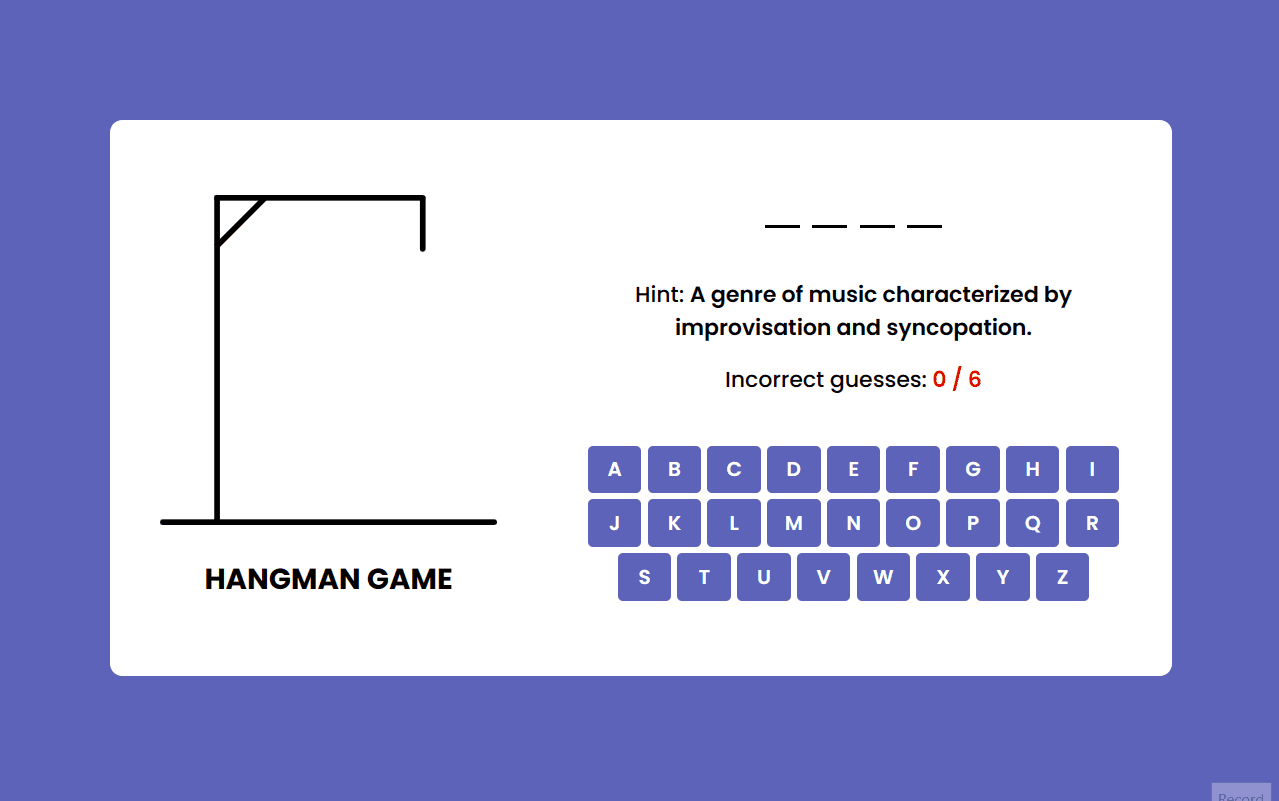 Hint: A genre of music characterized by
improvisation and syncopation.
Incorrect guesses: 0 / 6
A B C D E F G H I
J K L M N O P Q R
S T U V W X Y Z
HANGMAN GAME
Record